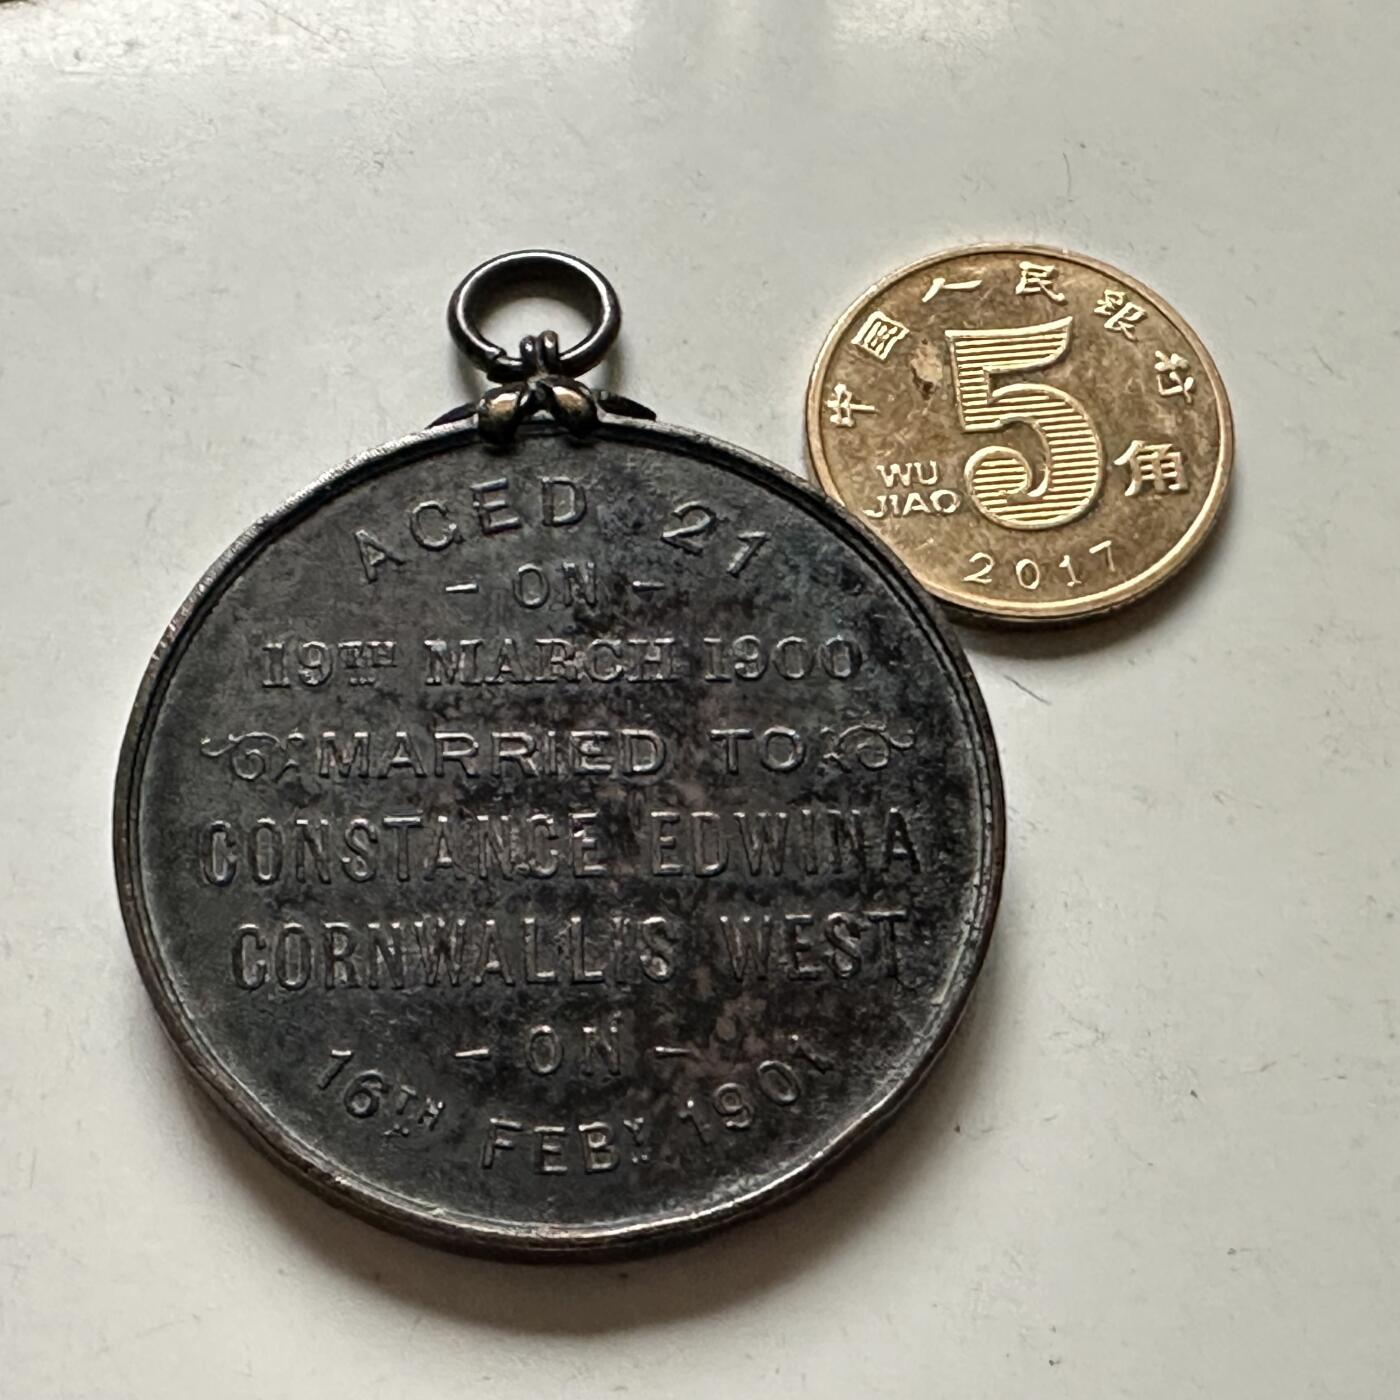 AGED 21
- ON -
19TH MARCH 1900
MARRIED TO
CONSTANCE EDWINA
CORNWALLIS WEST
- ON -
16TH FEBY 1901
中国人民银行
5角
WU
JIAO
2017